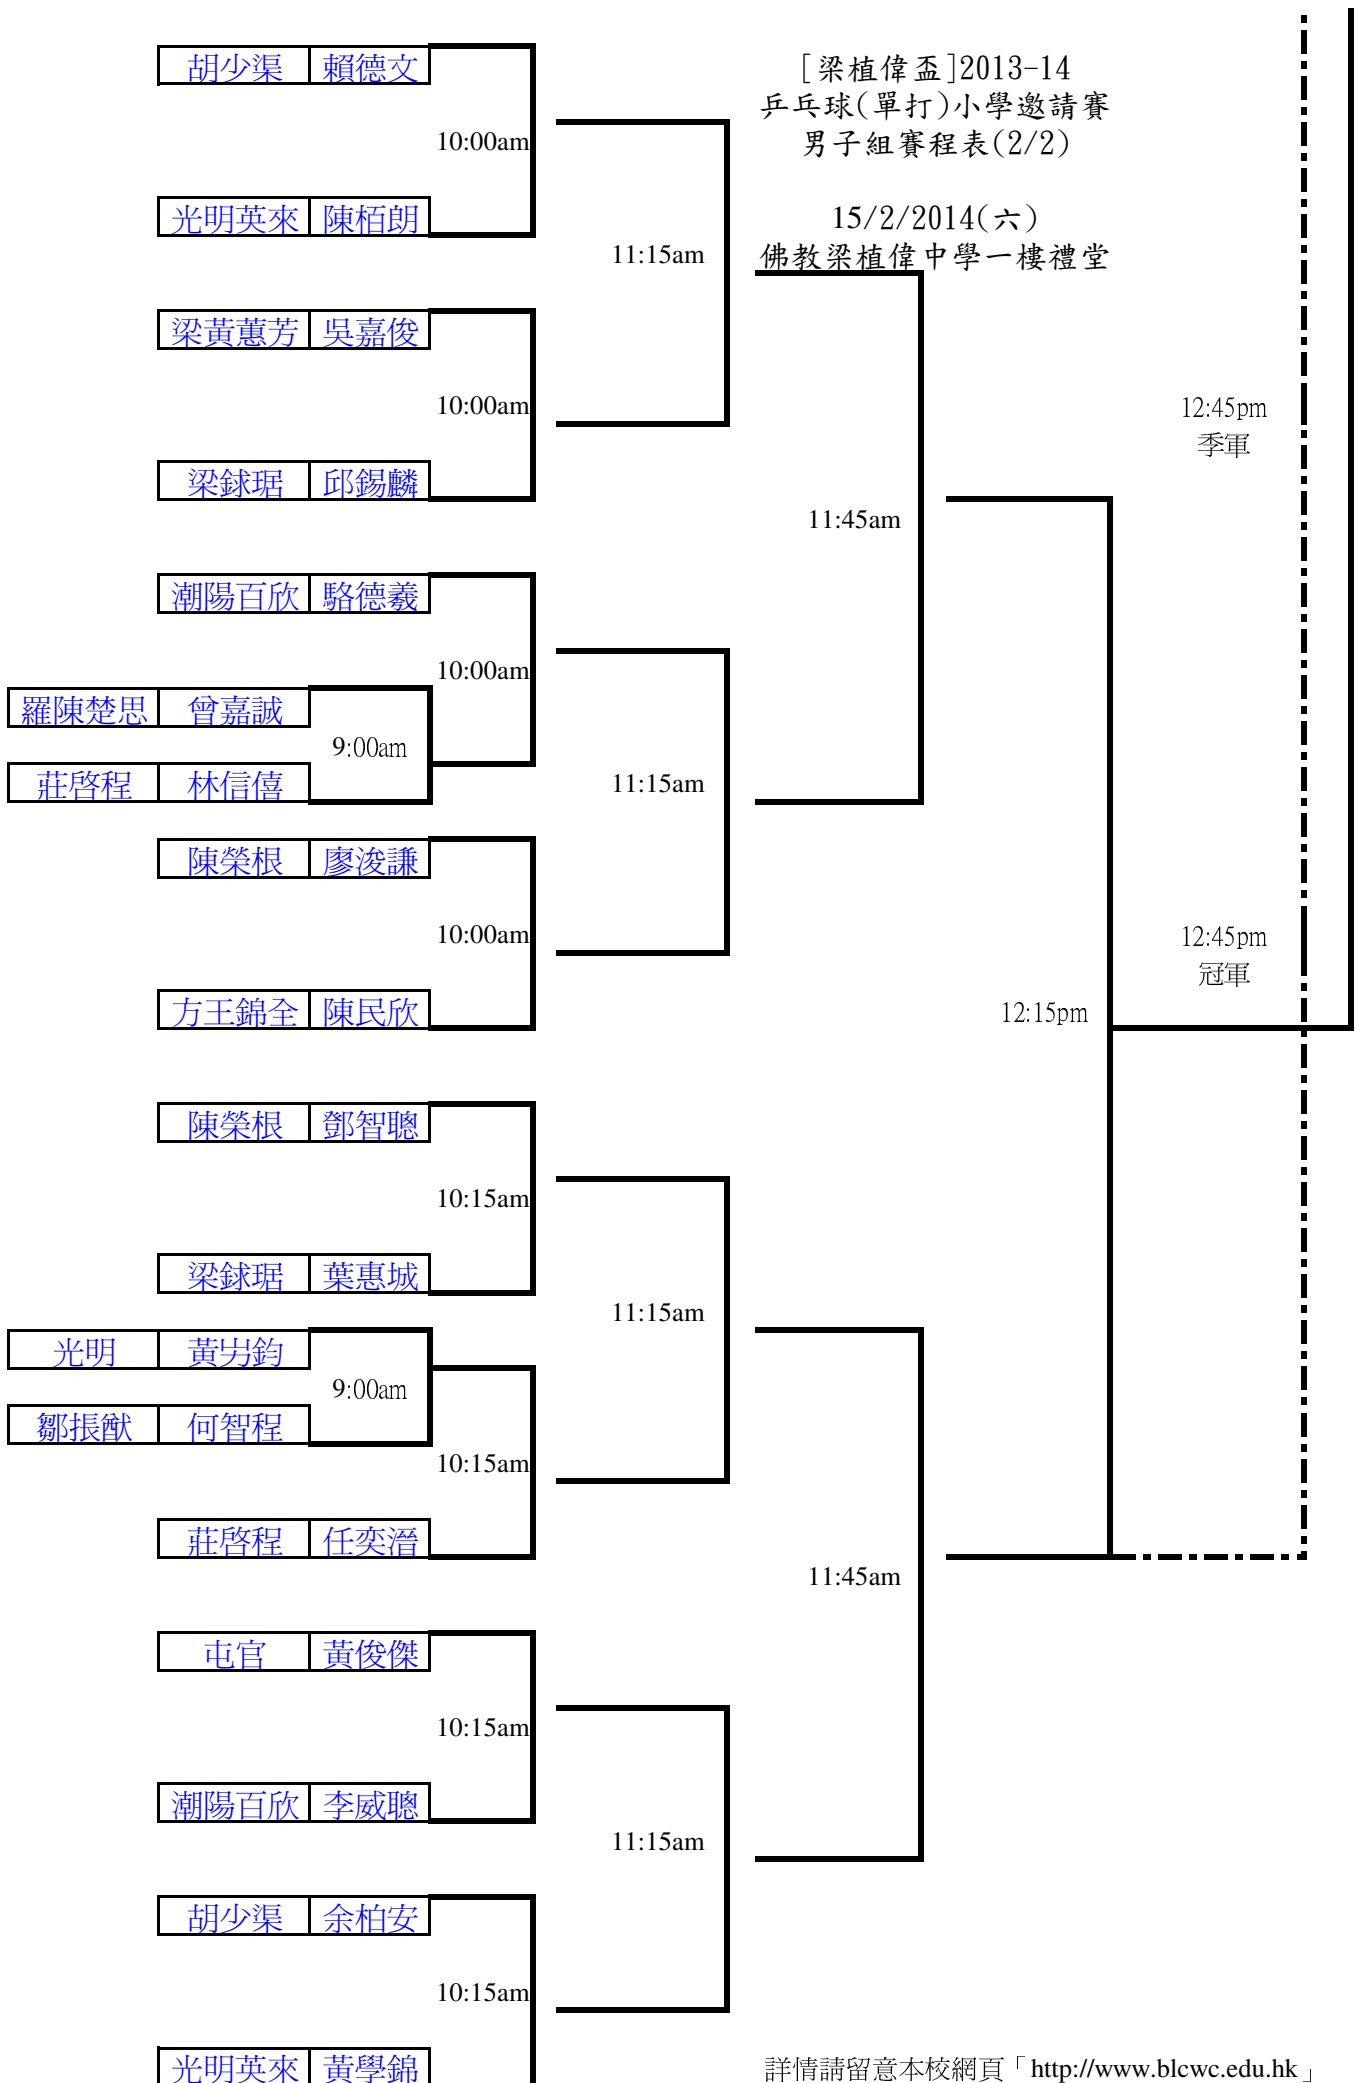 胡少渠 賴德文
[梁植偉盃]2013-14
乒乓球(單打)小學邀請賽
男子組賽程表(2/2)
10:00am
光明英來 陳栢朗
15/2/2014(六)
佛教梁植偉中學一樓禮堂
11:15am
梁黃蕙芳 吳嘉俊
10:00am
12:45pm
季軍
梁銶琚 邱錫麟
11:45am
潮陽百欣 駱德羲
10:00am
羅陳楚思 曾嘉誠
9:00am
莊啓程 林信僖
11:15am
陳榮根 廖浚謙
10:00am
12:45pm
冠軍
方王錦全 陳民欣
12:15pm
陳榮根 鄧智聰
10:15am
梁銶琚 葉惠城
11:15am
光明 黃屴鈞
9:00am
鄒振猷 何智程
10:15am
莊啓程 任奕溍
11:45am
屯官 黃俊傑
10:15am
潮陽百欣 李威聰
11:15am
胡少渠 余柏安
10:15am
光明英來 黃學錦
詳情請留意本校網頁「http://www.blcwc.edu.hk」